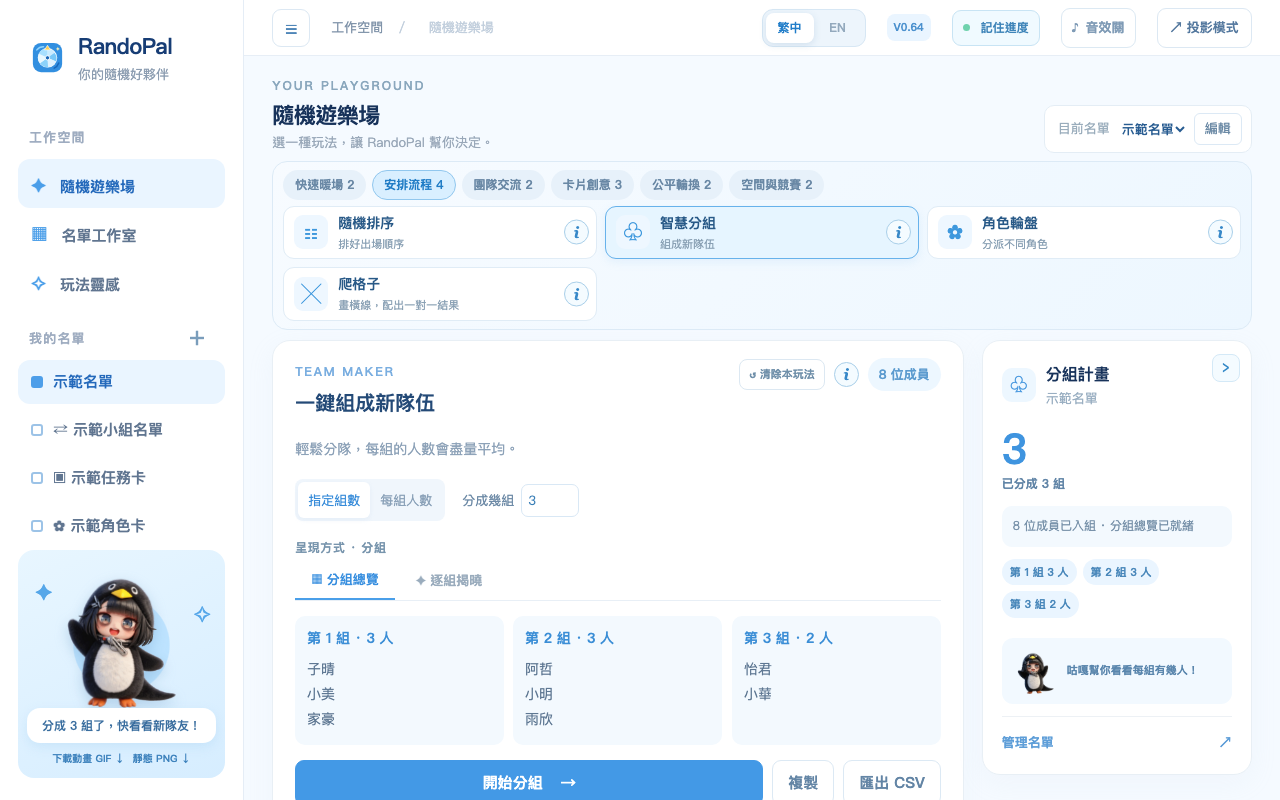 RandoPal
你的隨機好夥伴
工作空間
隨機遊樂場
名單工作室
玩法靈感
我的名單
示範名單
示範小組名單
示範任務卡
示範角色卡
分成 3 組了，快看看新隊友！
下載動畫 GIF ↓ 靜態 PNG ↓
工作空間 / 隨機遊樂場
繁中 EN
V0.64
記住進度
♪ 音效關
↗ 投影模式
YOUR PLAYGROUND
隨機遊樂場
選一種玩法，讓 RandoPal 幫你決定。
目前名單 示範名單 編輯
快速暖場 2 安排流程 4 團隊交流 2 卡片創意 3 公平輪換 2 空間與競賽 2
隨機排序
排好出場順序
智慧分組
組成新隊伍
角色輪盤
分派不同角色
爬格子
畫橫線，配出一對一結果
TEAM MAKER
↺ 清除本玩法
8 位成員
一鍵組成新隊伍
輕鬆分隊，每組的人數會盡量平均。
指定組數 每組人數 分成幾組 3
呈現方式 · 分組
分組總覽 逐組揭曉
第 1 組 · 3 人
子晴
小美
家豪
第 2 組 · 3 人
阿哲
小明
雨欣
第 3 組 · 2 人
怡君
小華
開始分組 →
複製
匯出 CSV
分組計畫
示範名單
3
已分成 3 組
8 位成員已入組 · 分組總覽已就緒
第 1 組 3 人 第 2 組 3 人
第 3 組 2 人
咕嘎幫你看看每組有幾人！
管理名單 ↗